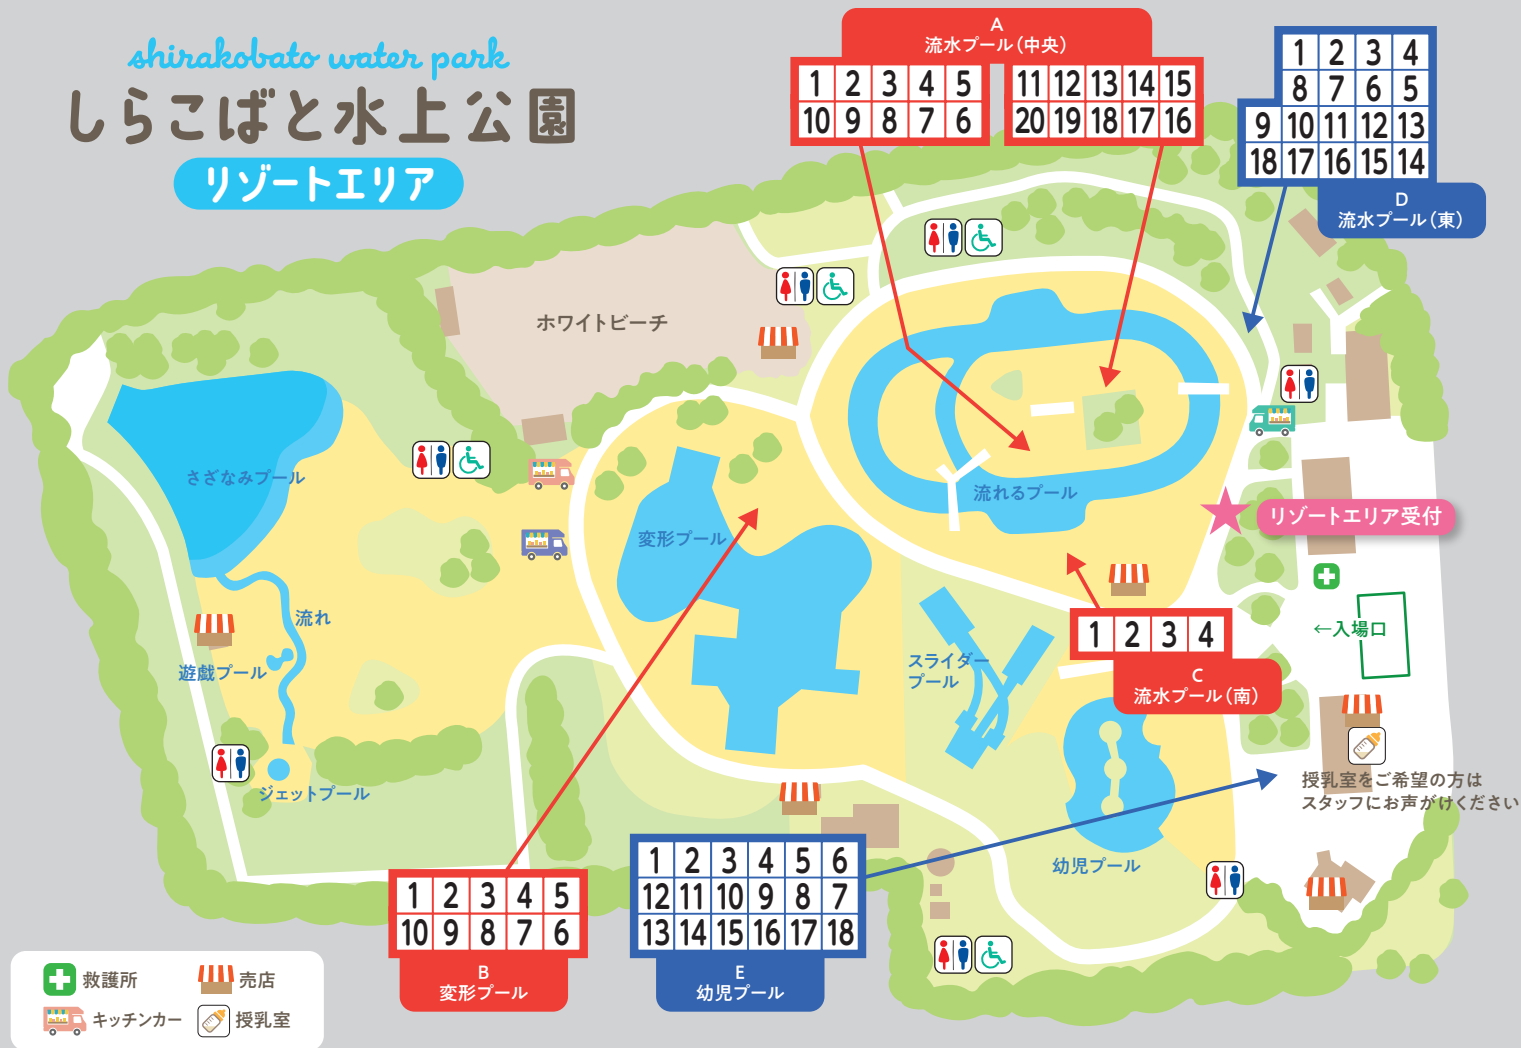 shirakobato water park
しらこばと水上公園
リゾートエリア
A
流水プール(中央)
1 2 3 4 5
10 9 8 7 6
11 12 13 14 15
20 19 18 17 16
1 2 3 4
8 7 6 5
9 10 11 12 13
18 17 16 15 14
D
流水プール(東)
ホワイトビーチ
さざなみプール
変形プール
流れるプール
リゾートエリア受付
流れ
遊戯プール
スライダー
プール
←入場口
1 2 3 4
C
流水プール(南)
ジェットプール
授乳室をご希望の方は
スタッフにお声がけください
幼児プール
1 2 3 4 5
10 9 8 7 6
B
変形プール
1 2 3 4 5 6
12 11 10 9 8 7
13 14 15 16 17 18
E
幼児プール
救護所
売店
キッチンカー
授乳室